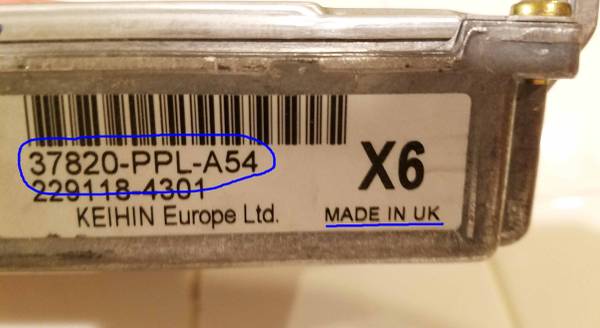 37820-PPL-A54
X6
229118-4301
KEIHIN Europe Ltd.
MADE IN UK